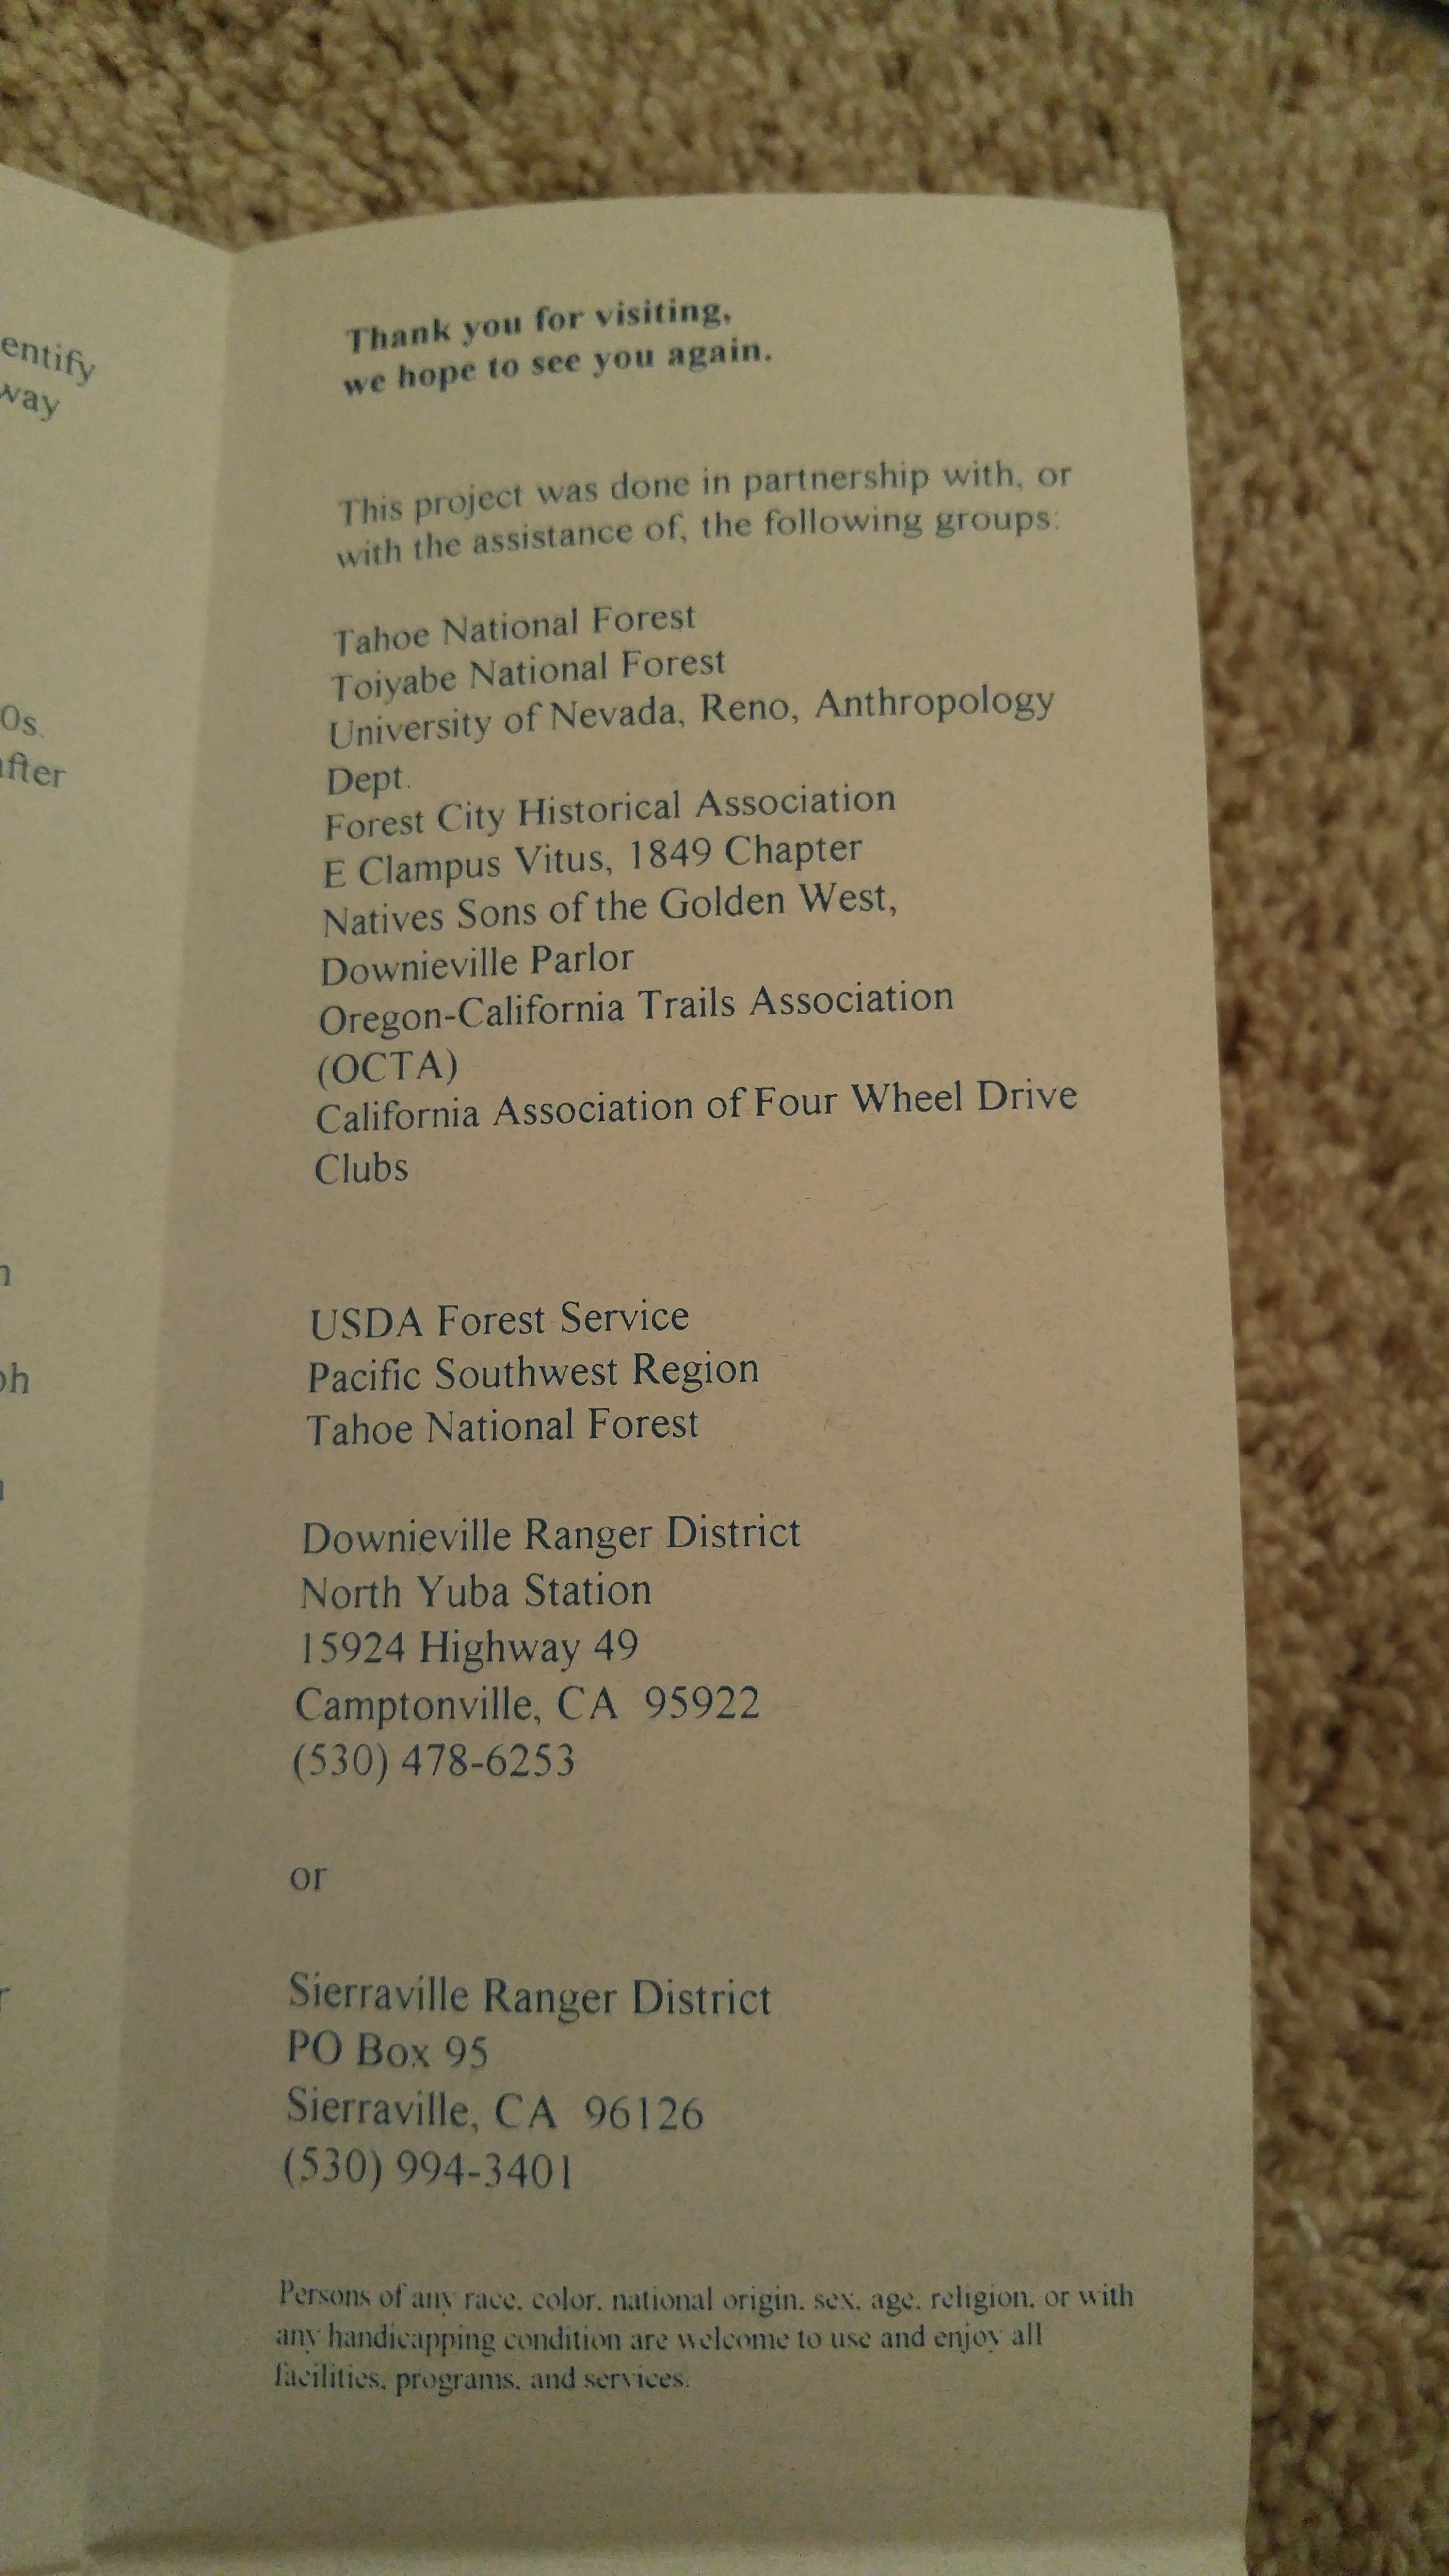 entify
way
0s.
after
h
ph
Thank you for visiting,
we hope to see you again.
This project was done in partnership with, or
with the assistance of, the following groups:
Tahoe National Forest
Toiyabe National Forest
University of Nevada, Reno, Anthropology
Dept.
Forest City Historical Association
E Clampus Vitus, 1849 Chapter
Natives Sons of the Golden West,
Downieville Parlor
Oregon-California Trails Association
(OCTA)
California Association of Four Wheel Drive
Clubs
USDA Forest Service
Pacific Southwest Region
Tahoe National Forest
Downieville Ranger District
North Yuba Station
15924 Highway 49
Camptonville, CA  95922
(530) 478-6253
or
Sierraville Ranger District
PO Box 95
Sierraville, CA  96126
(530) 994-3401
Persons of any race, color, national origin, sex, age, religion, or with
any handicapping condition are welcome to use and enjoy all
facilities, programs, and services.